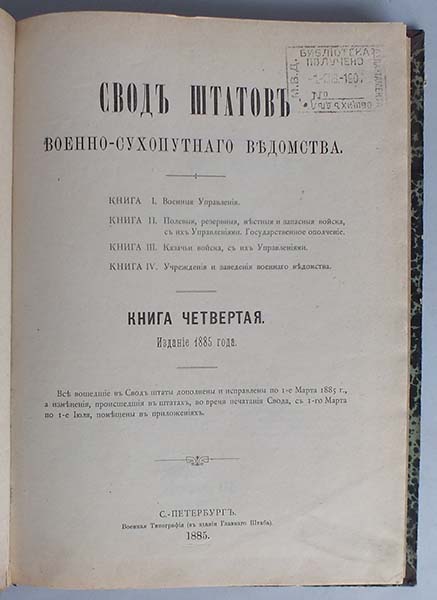 БИБЛІОТЕКА
ПОЛУЧЕНО
М.В.Д.
СВОДЪ ШТАТОВЪ
ВОЕННО-СУХОПУТНАГО ВѢДОМСТВА.
КНИГА I. Военныя Управленія.
КНИГА II. Полевыя, резервныя, мѣстныя и запасныя войска,
съ ихъ Управленіями. Государственное ополченіе.
КНИГА III. Казачьи войска, съ ихъ Управленіями.
КНИГА IV. Учрежденія и заведенія военнаго вѣдомства.
КНИГА ЧЕТВЕРТАЯ.
Изданіе 1885 года.
Всѣ вошедшіе въ Сводъ штаты дополнены и исправлены по 1-е Марта 1885 г.,
а измѣненія, происшедшія въ штатахъ, во время печатанія Свода, съ 1-го Марта
по 1-е Іюля, помѣщены въ приложеніяхъ.
С.-ПЕТЕРБУРГЪ.
Военная Типографія (въ зданіи Главнаго Штаба).
1885.